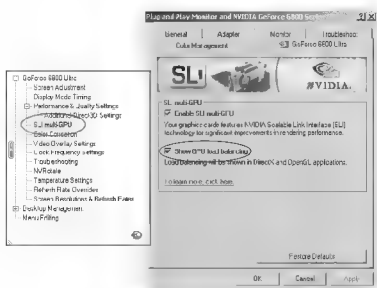 Plug and Play Monitor and NVIDIA GeForce 6800
General
Adapter
Monitor
Troubleshoot
Color Management
GeForce 6800 Ultra
SLI
NVIDIA.
SLI multi-GPU
Enable SLI multi-GPU
Your graphics card features NVIDIA Scalable Link Interface (SLI)
technology for significant improvements in rendering performance.
Show GPU load balancing
Load balancing will be shown in DirectX and OpenGL applications.
To learn more, click here.
Restore Defaults
OK
Cancel
Apply
GeForce 6800 Ultra
Screen Adjustment
Display Mode Timing
Performance & Quality Settings
Additional Direct3D Settings
SLI multi-GPU
Color Correction
Video Overlay Settings
Clock Frequency Settings
Troubleshooting
NVRotate
Temperature Settings
Refresh Rate Overrides
Screen Resolutions & Refresh Rates
Desktop Management
Menu Editing